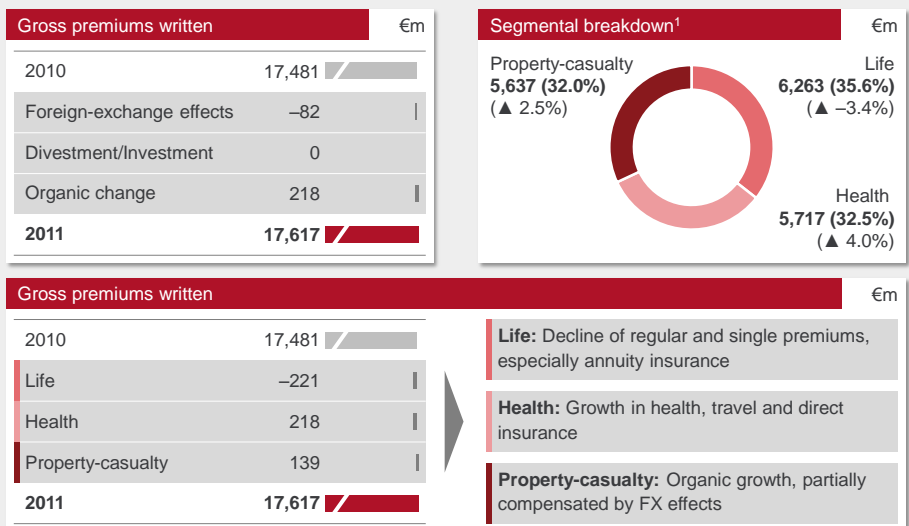 Gross premiums written €m
2010 17,481
Foreign-exchange effects –82
Divestment/Investment 0
Organic change 218
2011 17,617
Segmental breakdown1 €m
Property-casualty
5,637 (32.0%)
(▲ 2.5%)
Life
6,263 (35.6%)
(▲ –3.4%)
Health
5,717 (32.5%)
(▲ 4.0%)
Gross premiums written €m
2010 17,481
Life –221
Health 218
Property-casualty 139
2011 17,617
Life: Decline of regular and single premiums,
especially annuity insurance
Health: Growth in health, travel and direct
insurance
Property-casualty: Organic growth, partially
compensated by FX effects